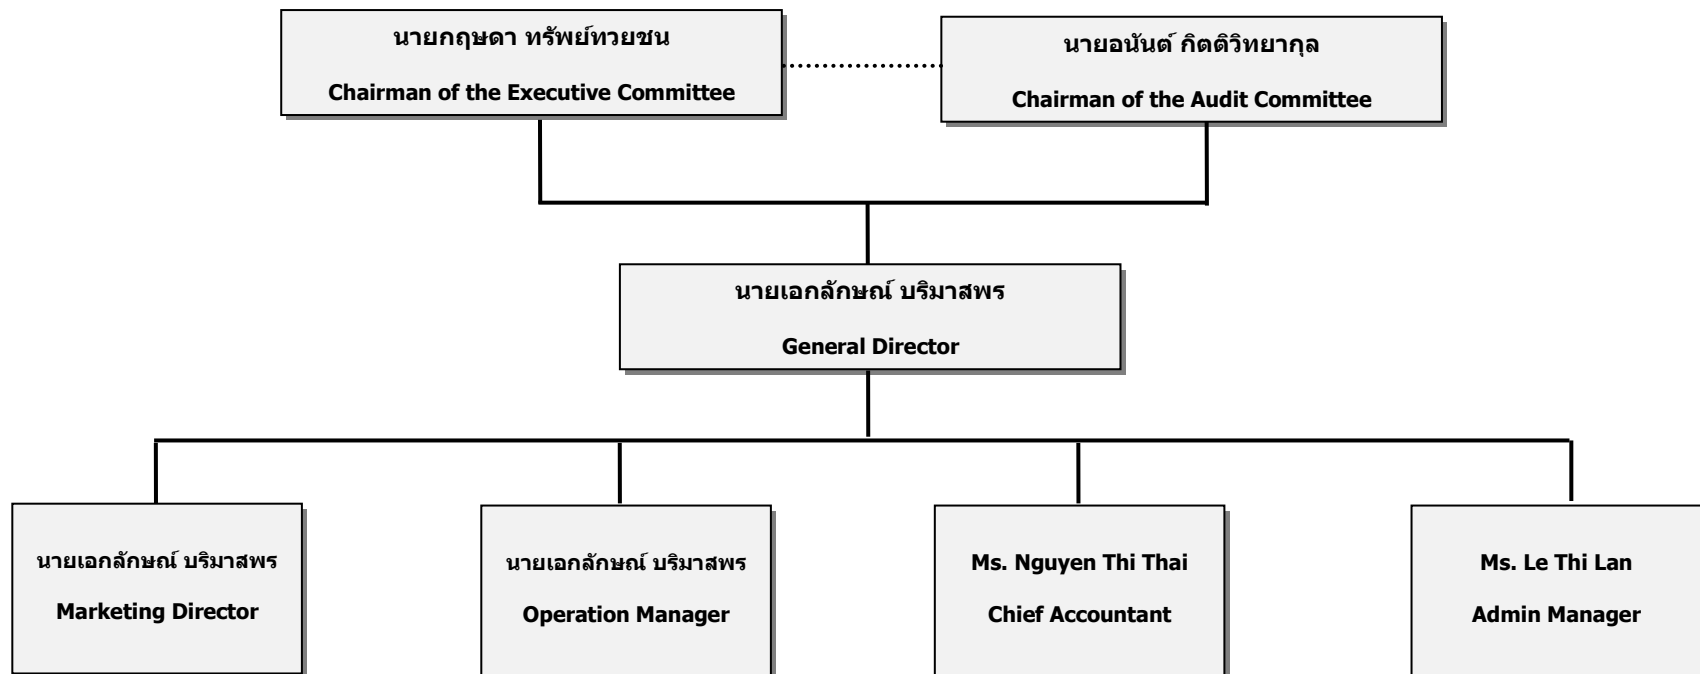 นายกฤษดา ทรัพย์ทวยชน
Chairman of the Executive Committee
นายอนันต์ กิตติวิทยากุล
Chairman of the Audit Committee
นายเอกลักษณ์ บริมาสพร
General Director
นายเอกลักษณ์ บริมาสพร
Marketing Director
นายเอกลักษณ์ บริมาสพร
Operation Manager
Ms. Nguyen Thi Thai
Chief Accountant
Ms. Le Thi Lan
Admin Manager